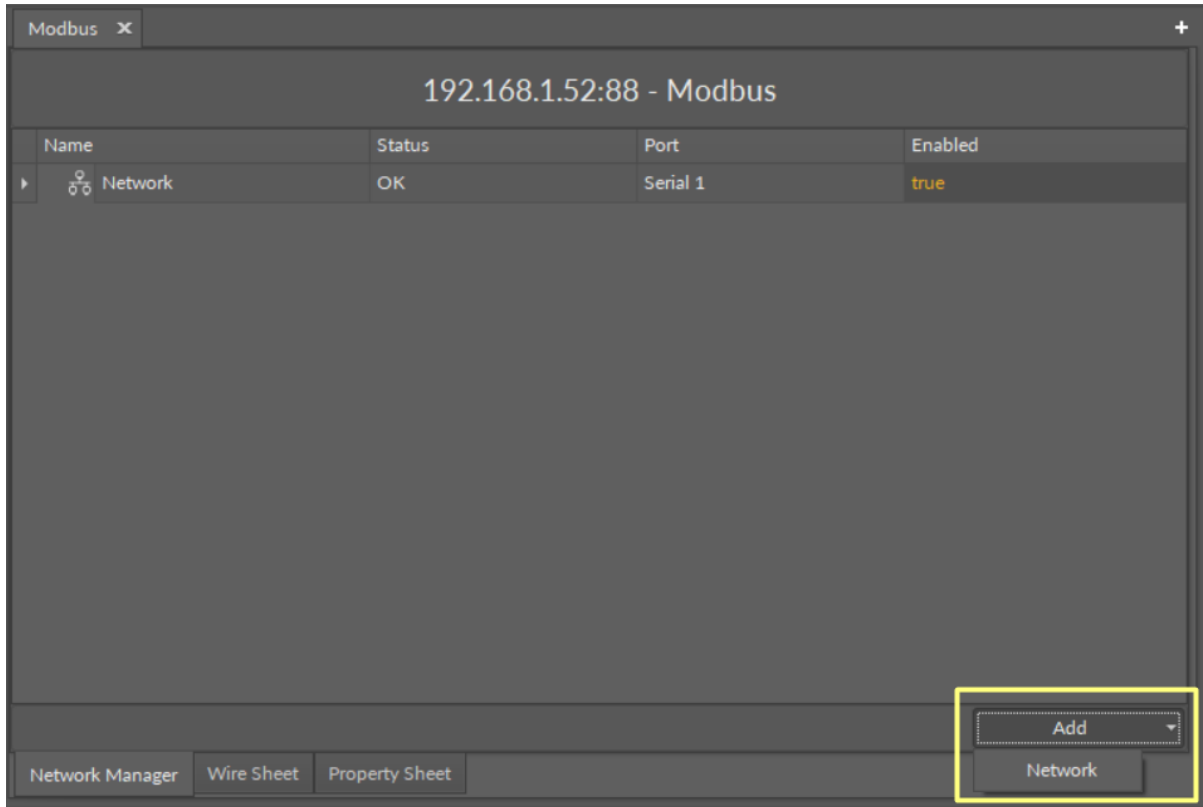 Modbus
192.168.1.52:88 - Modbus
Name Status Port Enabled
Network OK Serial 1 true
Add
Network Manager Wire Sheet Property Sheet Network